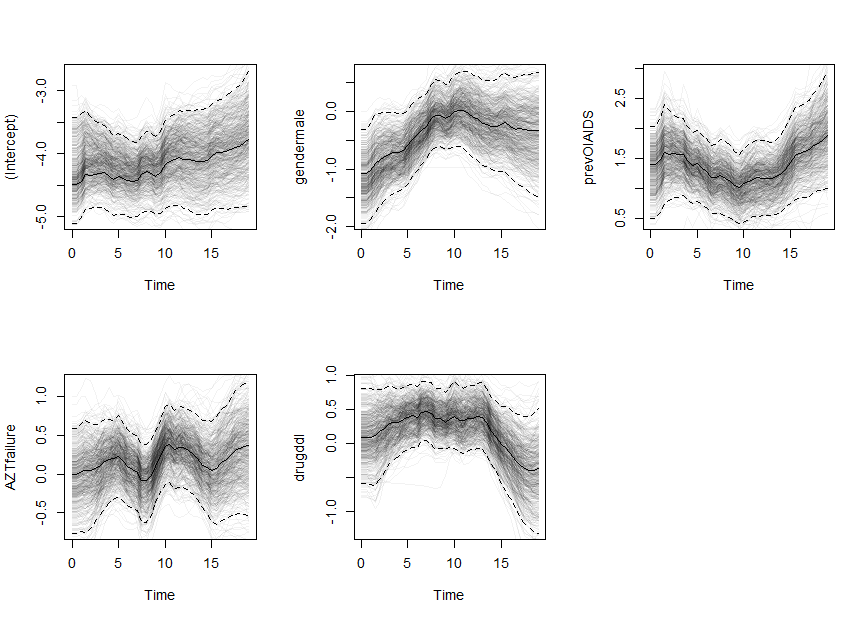 (Intercept)
-3.0
-4.0
-5.0
0 5 10 15
Time
gendermale
0.0
-1.0
-2.0
0 5 10 15
Time
prevOIAIDS
2.5
1.5
0.5
0 5 10 15
Time
AZTfailure
1.0
0.5
0.0
-0.5
0 5 10 15
Time
drugddI
1.0
0.5
0.0
-1.0
0 5 10 15
Time